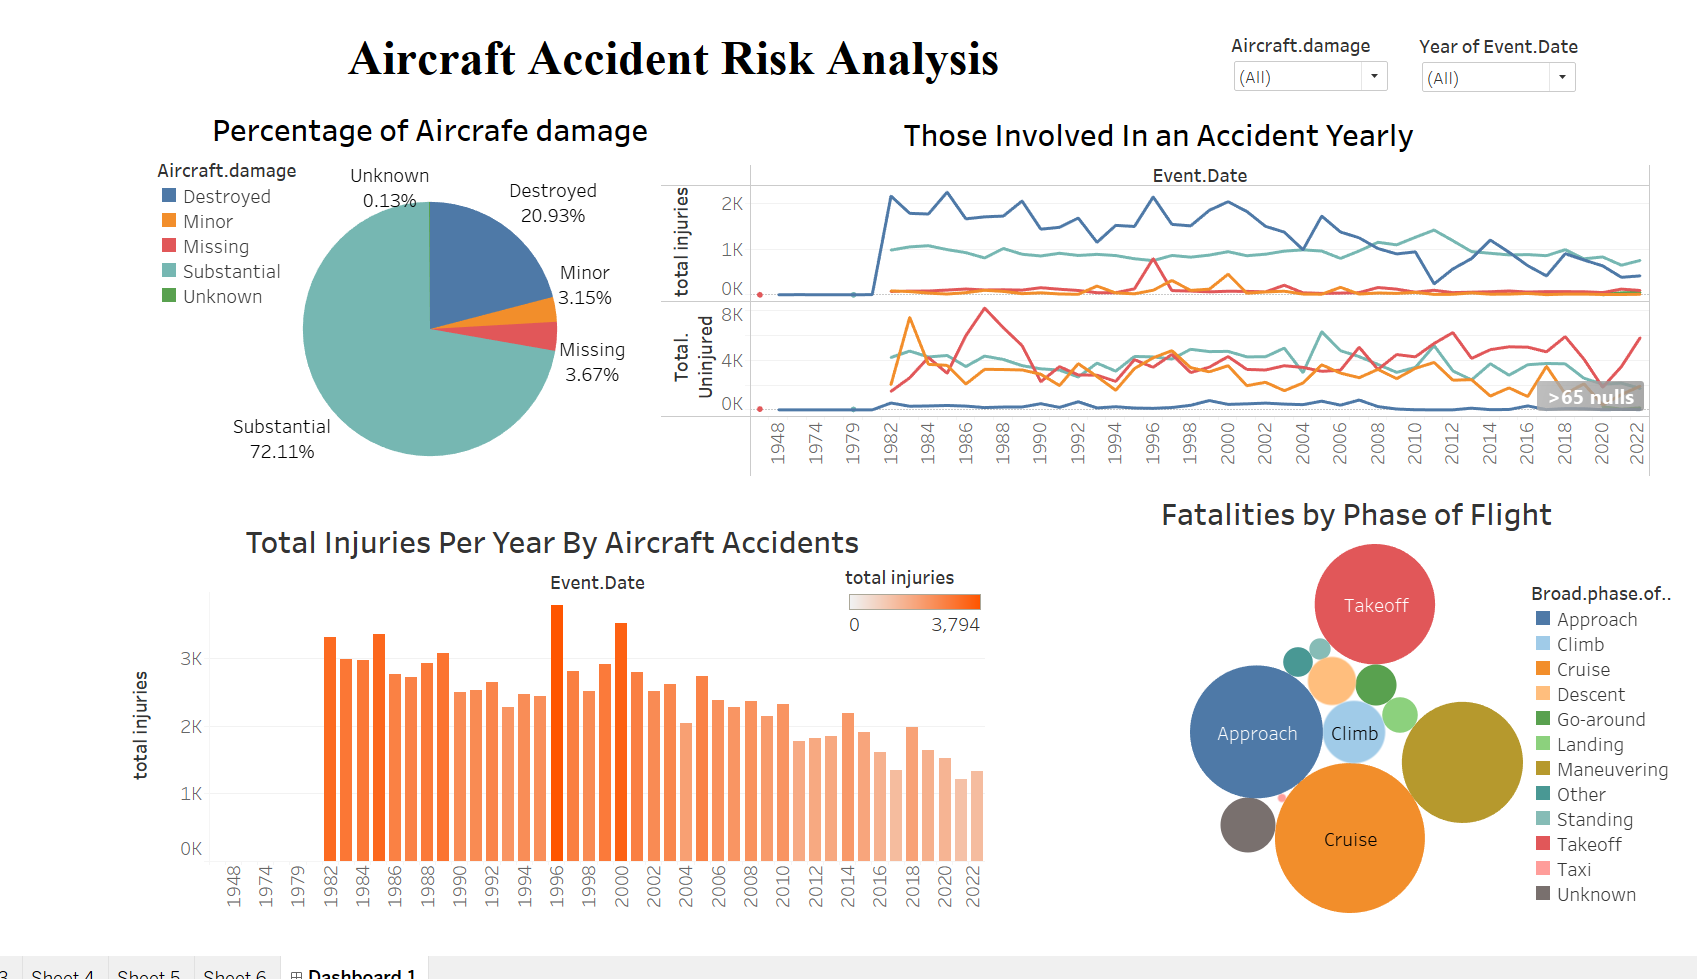 Aircraft Accident Risk Analysis
Aircraft.damage
(All)
Year of Event.Date
(All)
Percentage of Aircrafe damage
Aircraft.damage
Destroyed
Minor
Missing
Substantial
Unknown
Unknown
0.13%
Destroyed
20.93%
Minor
3.15%
Missing
3.67%
Substantial
72.11%
Those Involved In an Accident Yearly
Event.Date
total injuries
2K
1K
0K
Total.
Uninjured
8K
4K
0K
>65 nulls
1948
1974
1979
1982
1984
1986
1988
1990
1992
1994
1996
1998
2000
2002
2004
2006
2008
2010
2012
2014
2016
2018
2020
2022
Total Injuries Per Year By Aircraft Accidents
Event.Date
total injuries
0 3,794
total injuries
3K
2K
1K
0K
1948
1974
1979
1982
1984
1986
1988
1990
1992
1994
1996
1998
2000
2002
2004
2006
2008
2010
2012
2014
2016
2018
2020
2022
Fatalities by Phase of Flight
Takeoff
Approach
Climb
Cruise
Broad.phase.of..
Approach
Climb
Cruise
Descent
Go-around
Landing
Maneuvering
Other
Standing
Takeoff
Taxi
Unknown
3 Sheet 4 Sheet 5 Sheet 6 Dashboard 1